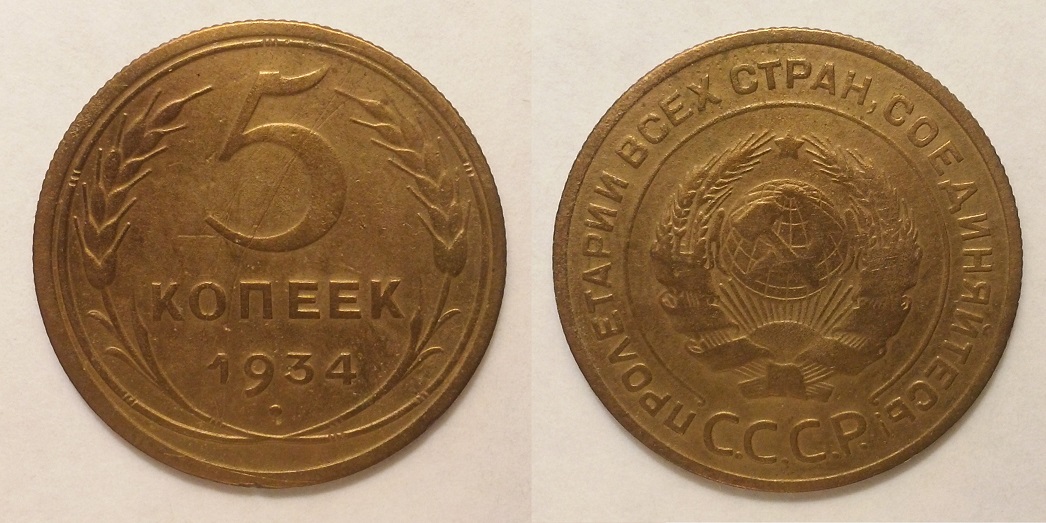 5
КОПЕЕК
1934
ПРОЛЕТАРИИ ВСЕХ СТРАН, СОЕДИНЯЙТЕСЬ!
С.С.С.Р.